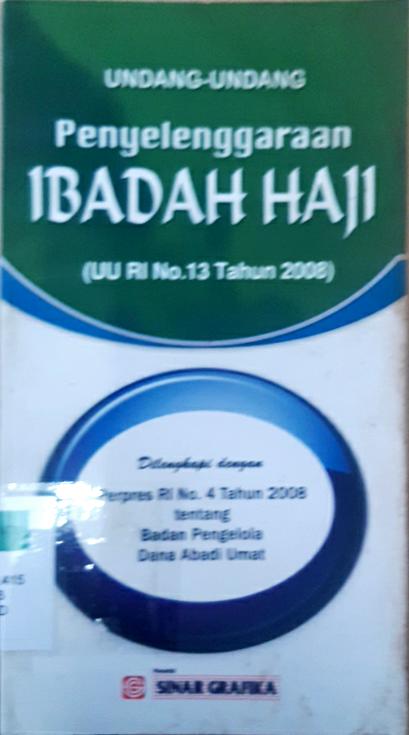 UNDANG-UNDANG
Penyelenggaraan
IBADAH HAJI
(UU RI No.13 Tahun 2008)
Dilengkapi dengan
Perpres RI No. 4 Tahun 2008
tentang
Badan Pengelola
Dana Abadi Umat
415
SINAR GRAFIKA